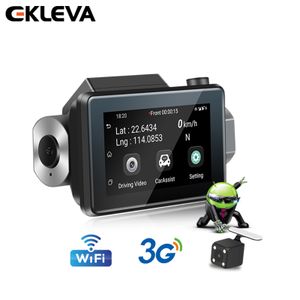 EKLEVA
18:20
Front 00:00:15
Lat : 22.6434
Lng : 114.0853
0 km/h
N
Driving Video
CarAssist
Setting
WiFi
3G